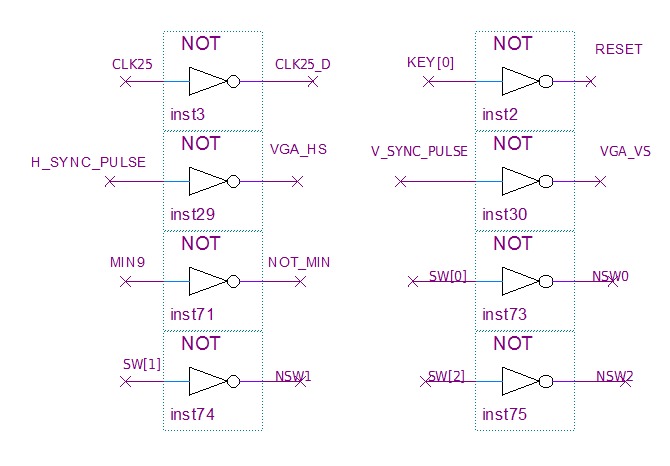 NOT
CLK25
CLK25_D
inst3
NOT
KEY[0]
RESET
inst2
NOT
H_SYNC_PULSE
VGA_HS
inst29
NOT
V_SYNC_PULSE
VGA_VS
inst30
NOT
MIN9
NOT_MIN
inst71
NOT
SW[0]
NSW0
inst73
NOT
SW[1]
NSW1
inst74
NOT
SW[2]
NSW2
inst75